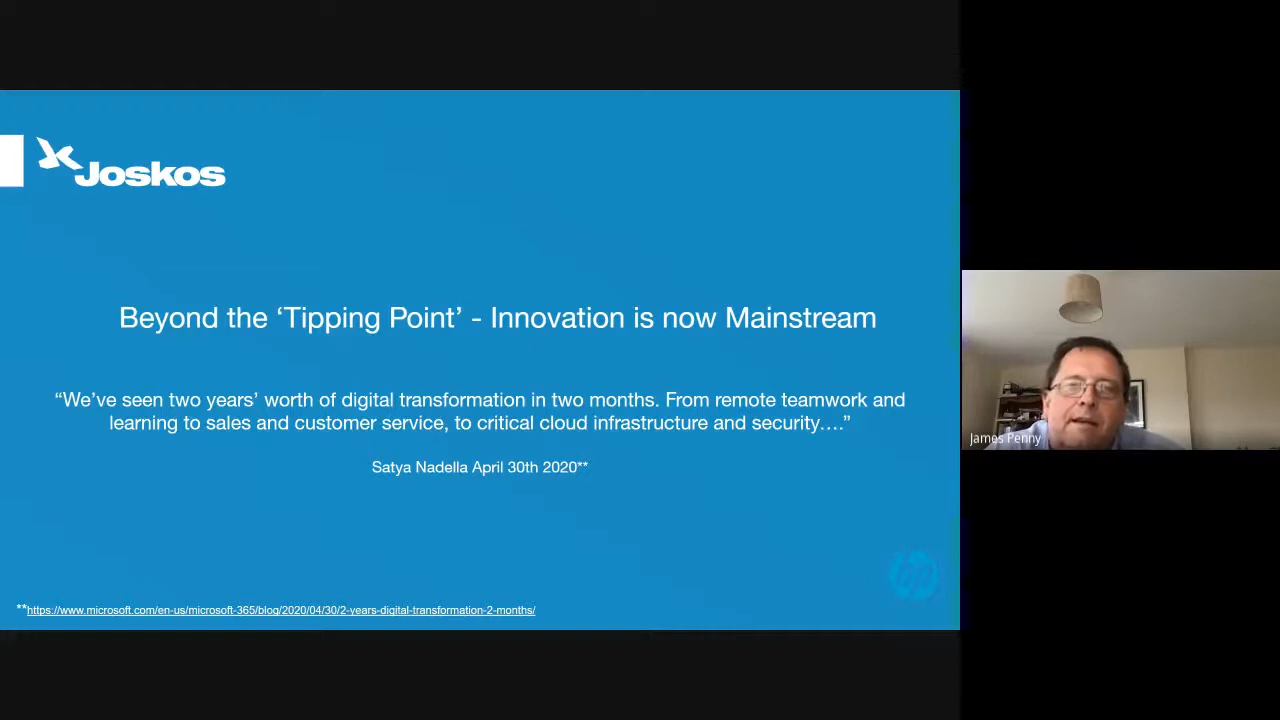 Joskos
Beyond the ‘Tipping Point’ - Innovation is now Mainstream
“We’ve seen two years’ worth of digital transformation in two months. From remote teamwork and
learning to sales and customer service, to critical cloud infrastructure and security….”
Satya Nadella April 30th 2020**
James Penny
hp
**https://www.microsoft.com/en-us/microsoft-365/blog/2020/04/30/2-years-digital-transformation-2-months/